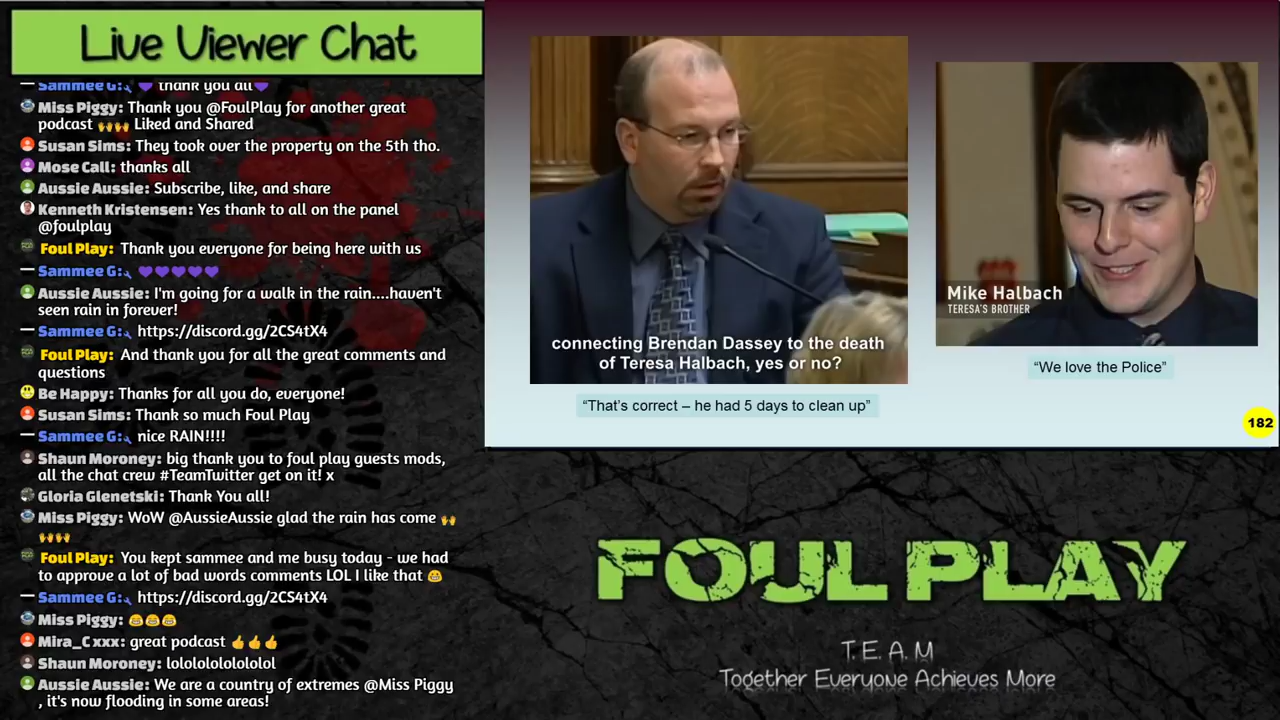 Live Viewer Chat
Sammee G: 💜 thank you all💜
Miss Piggy: Thank you @FoulPlay for another great
podcast 🙌🙌 Liked and Shared
Susan Sims: They took over the property on the 5th tho.
Mose Call: thanks all
Aussie Aussie: Subscribe, like, and share
Kenneth Kristensen: Yes thank to all on the panel
@foulplay
Foul Play: Thank you everyone for being here with us
Sammee G: 💜💜💜💜💜
Aussie Aussie: I'm going for a walk in the rain....haven't
seen rain in forever!
Sammee G: https://discord.gg/2CS4tX4
Foul Play: And thank you for all the great comments and
questions
Be Happy: Thanks for all you do, everyone!
Susan Sims: Thank so much Foul Play
Sammee G: nice RAIN!!!!
Shaun Moroney: big thank you to foul play guests mods,
all the chat crew #TeamTwitter get on it! x
Gloria Glenetski: Thank You all!
Miss Piggy: WoW @AussieAussie glad the rain has come 🙌
🙌🙌
Foul Play: You kept sammee and me busy today - we had
to approve a lot of bad words comments LOL I like that 😂
Sammee G: https://discord.gg/2CS4tX4
Miss Piggy: 😂😂😂
Mira_C xxx: great podcast 👍👍👍
Shaun Moroney: lolololololololol
Aussie Aussie: We are a country of extremes @Miss Piggy
, it's now flooding in some areas!
connecting Brendan Dassey to the death
of Teresa Halbach, yes or no?
"That's correct – he had 5 days to clean up"
Mike Halbach
TERESA'S BROTHER
"We love the Police"
182
FOUL PLAY
T.E.A.M
Together Everyone Achieves More